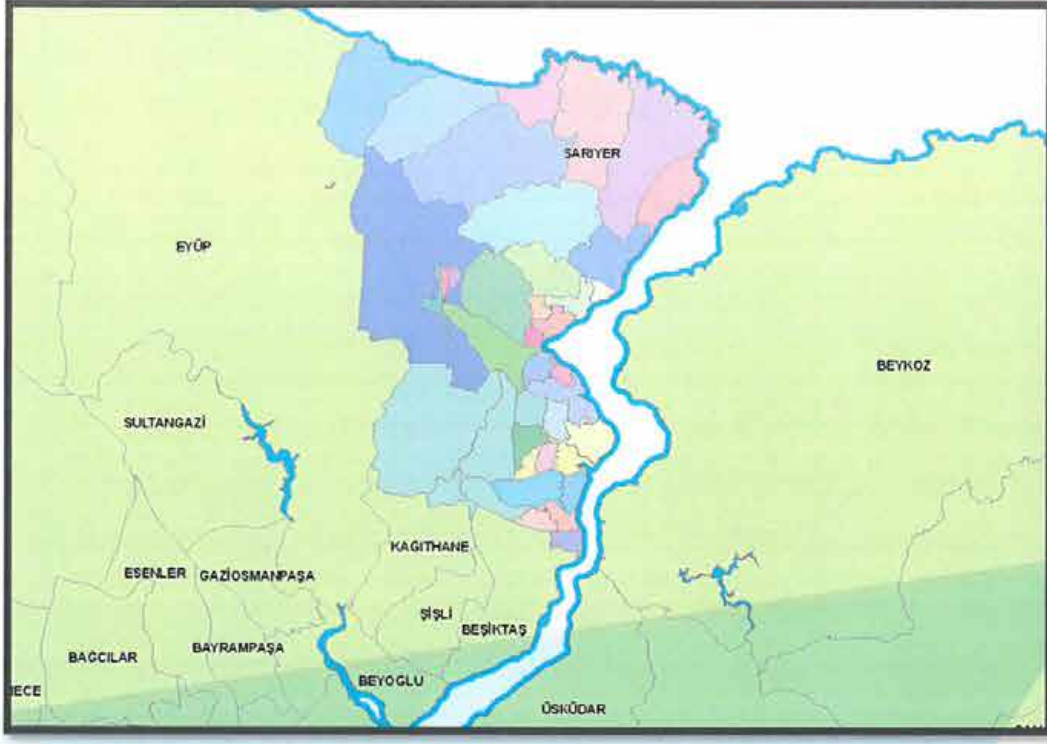 SARIYER
EYÜP
BEYKOZ
SULTANGAZİ
KAGITHANE
ESENLER
GAZİOSMANPAŞA
ŞİŞLİ
BEŞİKTAŞ
BAGCILAR
BAYRAMPAŞA
BEYOGLU
ÜSKÜDAR